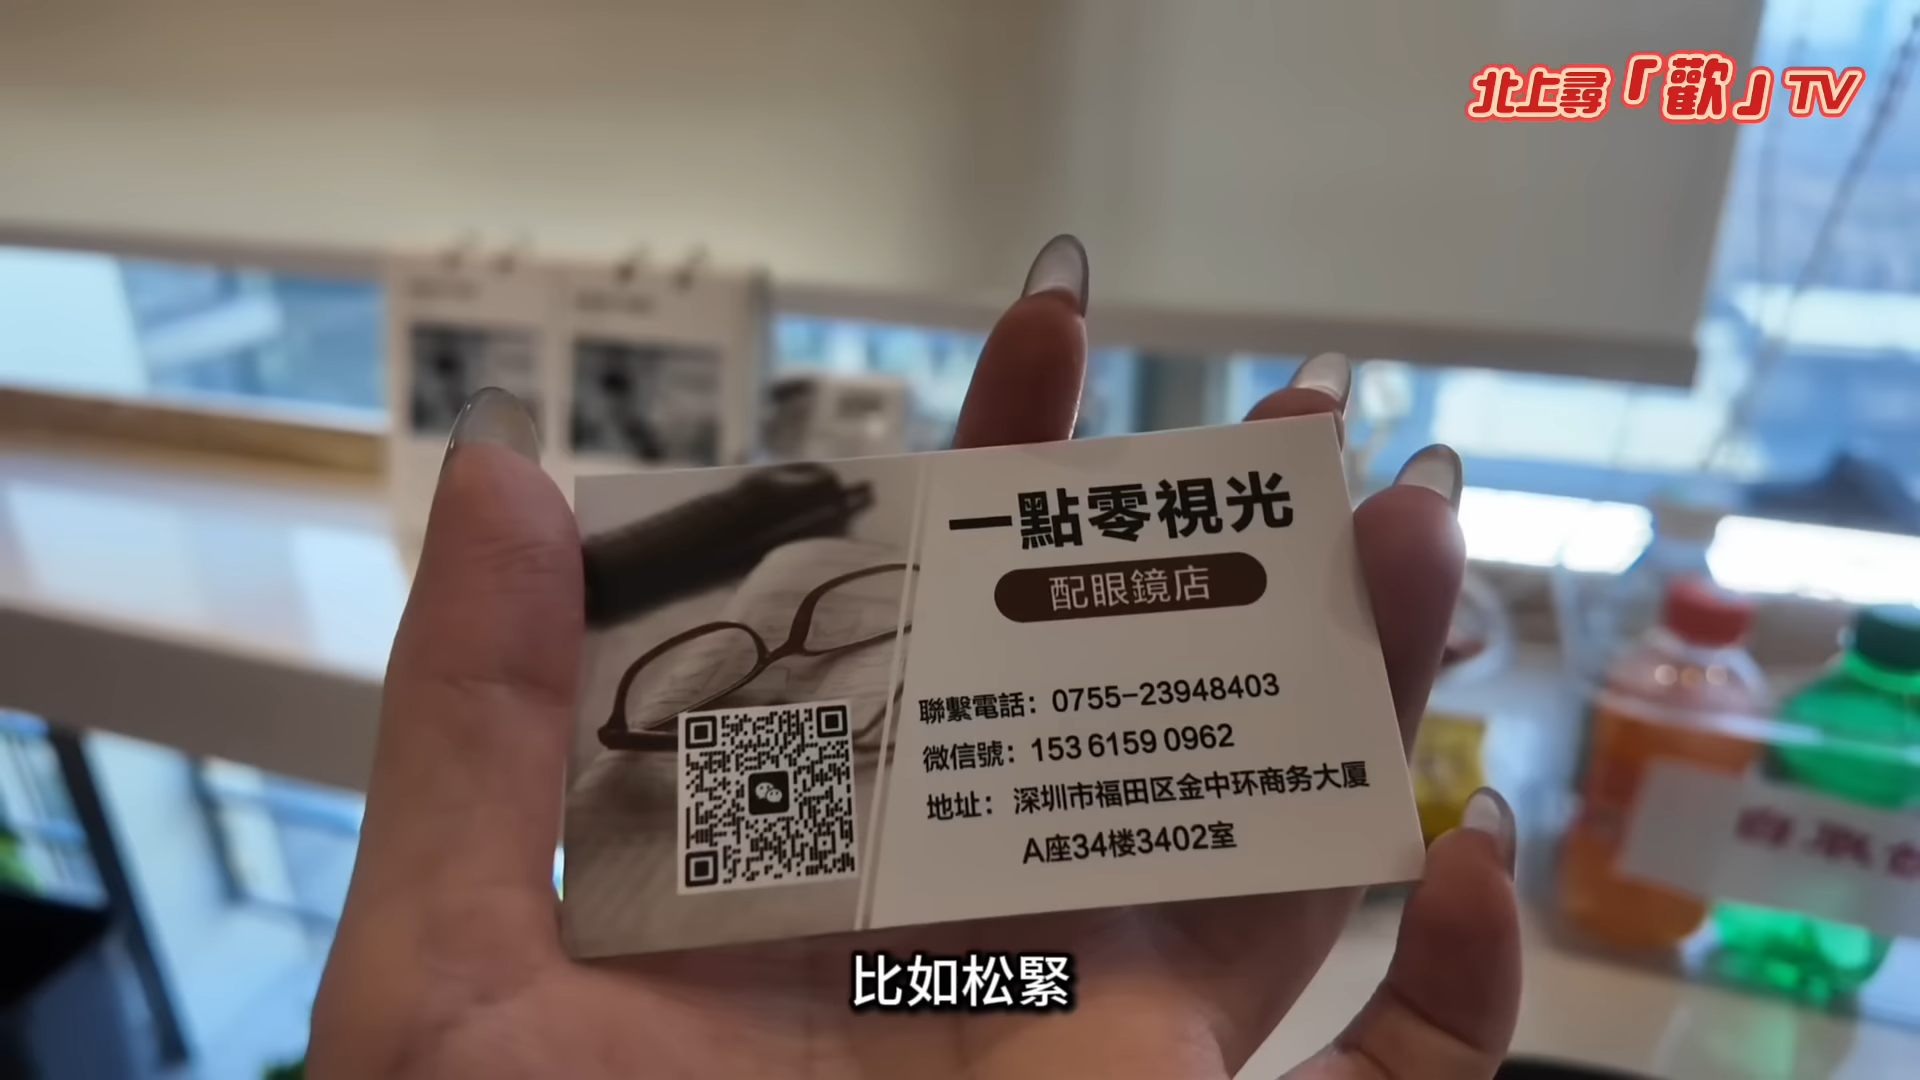 北上尋「歡」TV
一點零視光
配眼鏡店
聯繫電話：0755-23948403
微信號：153 6159 0962
地址：深圳市福田区金中环商务大厦
A座34楼3402室
比如松緊